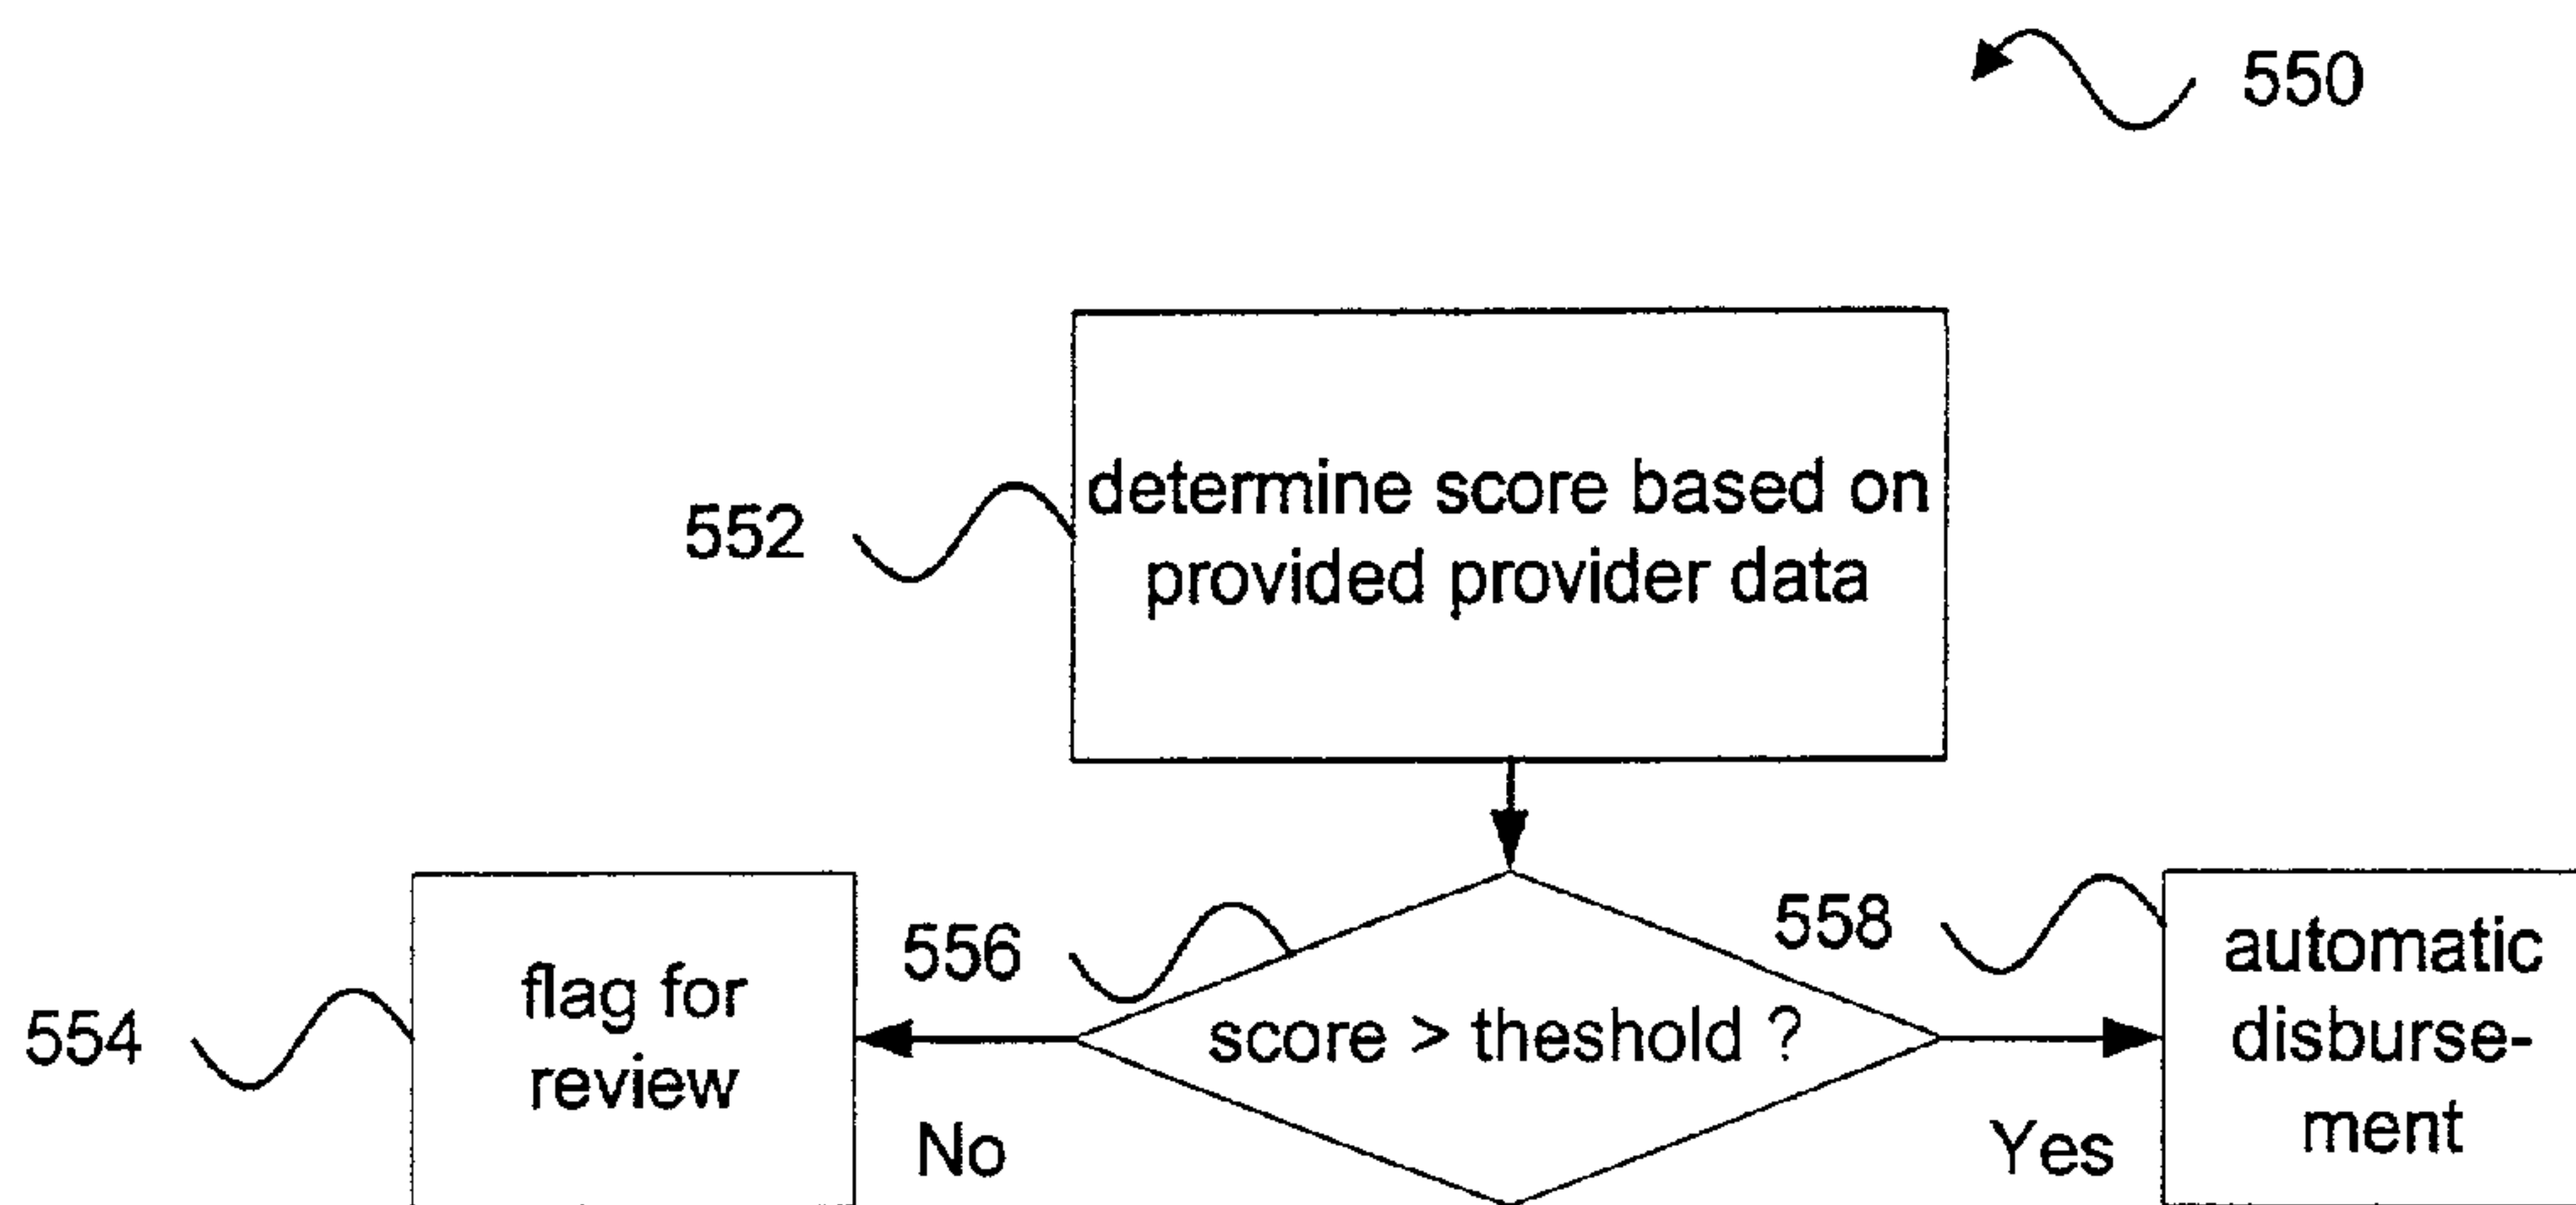 550
552
determine score based on
provided provider data
554
flag for
review
556
score > theshold ?
No
558
automatic
disburse-
ment
Yes